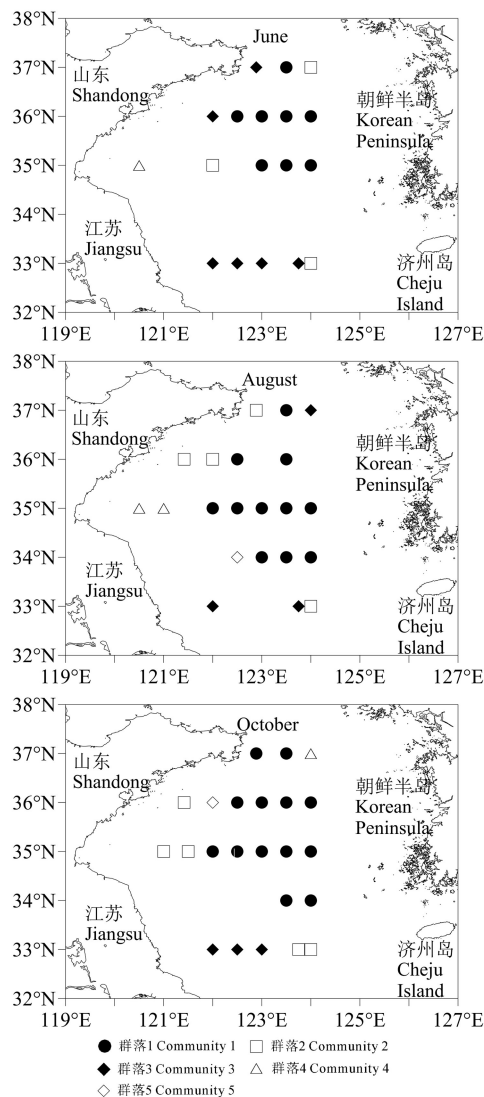 38°N
June
37°N
山东
Shandong
朝鲜半岛
Korean
Peninsula
36°N
35°N
江苏
Jiangsu
34°N
33°N
济州岛
Cheju
Island
32°N
119°E 121°E 123°E 125°E 127°E
38°N
August
37°N
山东
Shandong
朝鲜半岛
Korean
Peninsula
36°N
35°N
34°N
江苏
Jiangsu
33°N
济州岛
Cheju
Island
32°N
119°E 121°E 123°E 125°E 127°E
38°N
October
37°N
山东
Shandong
朝鲜半岛
Korean
Peninsula
36°N
35°N
34°N
江苏
Jiangsu
33°N
济州岛
Cheju
Island
32°N
119°E 121°E 123°E 125°E 127°E
群落1 Community 1 群落2 Community 2
群落3 Community 3 群落4 Community 4
群落5 Community 5